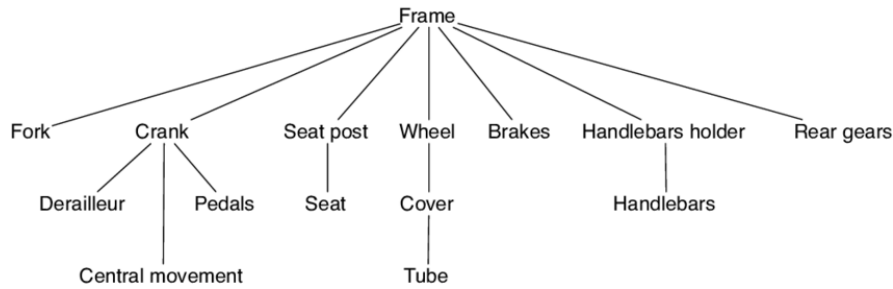 Frame
Fork Crank Seat post Wheel Brakes Handlebars holder Rear gears
Derailleur Pedals Seat Cover Handlebars
Central movement Tube